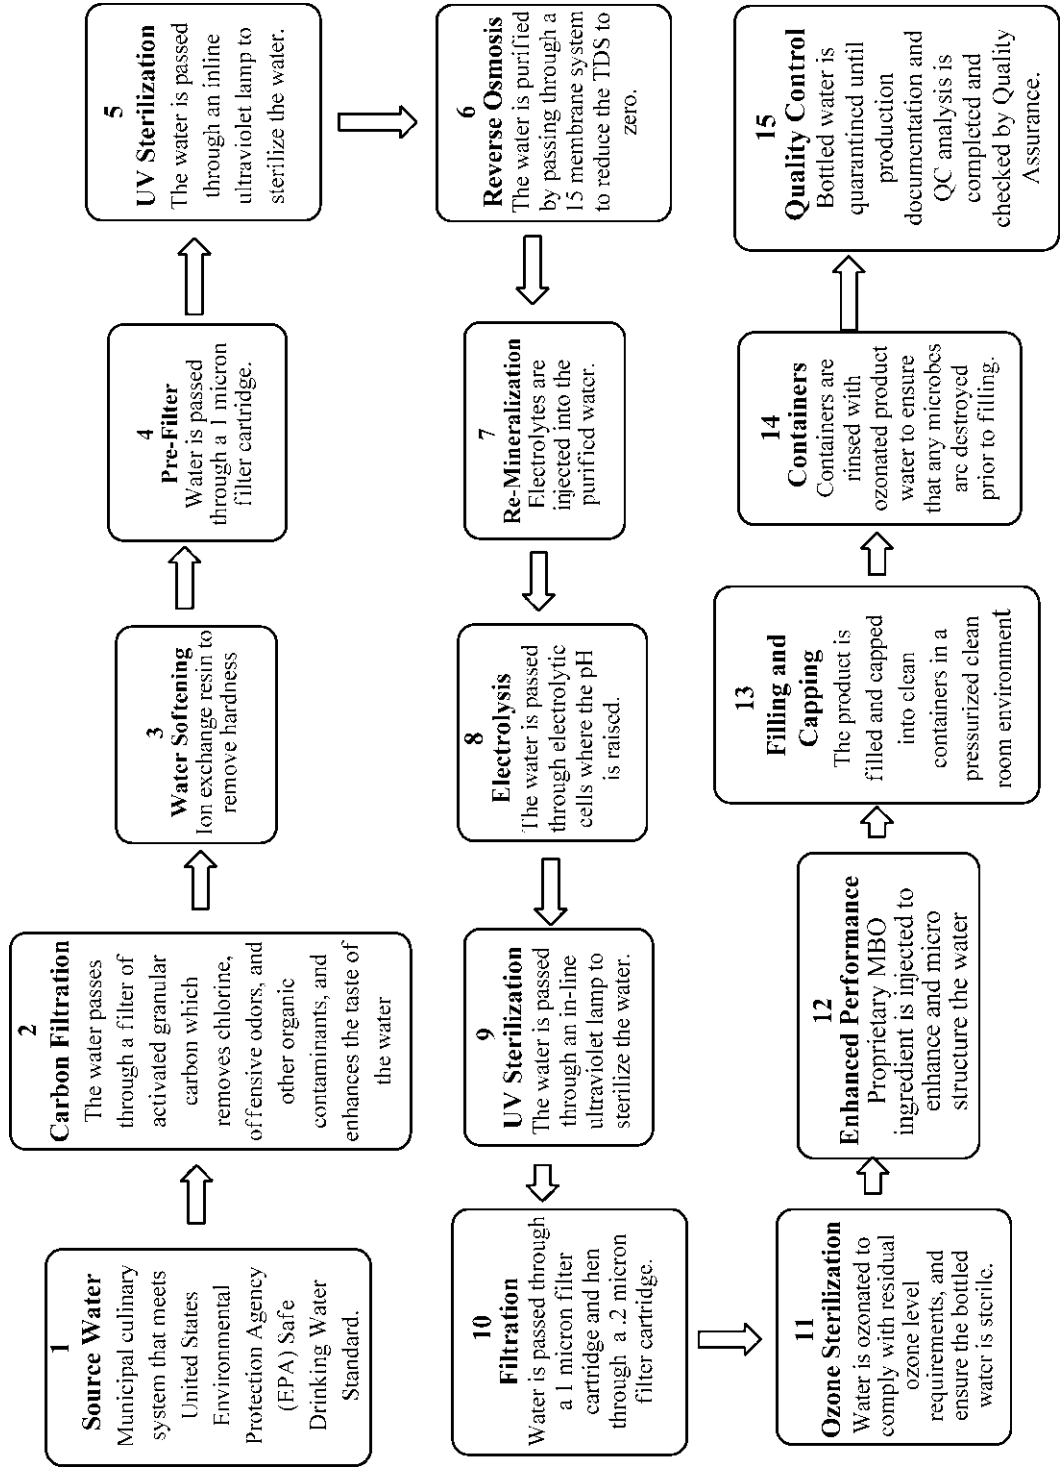 1
Source Water
Municipal culinary
system that meets
United States
Environmental
Protection Agency
(EPA) Safe
Drinking Water
Standard.
2
Carbon Filtration
The water passes
through a filter of
activated granular
carbon which
removes chlorine,
offensive odors, and
other organic
contaminants, and
enhances the taste of
the water
3
Water Softening
Ion exchange resin to
remove hardness
4
Pre-Filter
Water is passed
through a 1 micron
filter cartridge.
5
UV Sterilization
The water is passed
through an inline
ultraviolet lamp to
sterilize the water.
6
Reverse Osmosis
The water is purified
by passing through a
15 membrane system
to reduce the TDS to
zero.
7
Re-Mineralization
Electrolytes are
injected into the
purified water.
8
Electrolysis
The water is passed
through electrolytic
cells where the pH
is raised.
9
UV Sterilization
The water is passed
through an in-line
ultraviolet lamp to
sterilize the water.
10
Filtration
Water is passed through
a 1 micron filter
cartridge and hen
through a .2 micron
filter cartridge.
11
Ozone Sterilization
Water is ozonated to
comply with residual
ozone level
requirements, and
ensure the bottled
water is sterile.
12
Enhanced Performance
Proprietary MBO
ingredient is injected to
enhance and micro
structure the water
13
Filling and
Capping
The product is
filled and capped
into clean
containers in a
pressurized clean
room environment
14
Containers
Containers are
rinsed with
ozonated product
water to ensure
that any microbes
are destroyed
prior to filling.
15
Quality Control
Bottled water is
quarantined until
production
documentation and
QC analysis is
completed and
checked by Quality
Assurance.